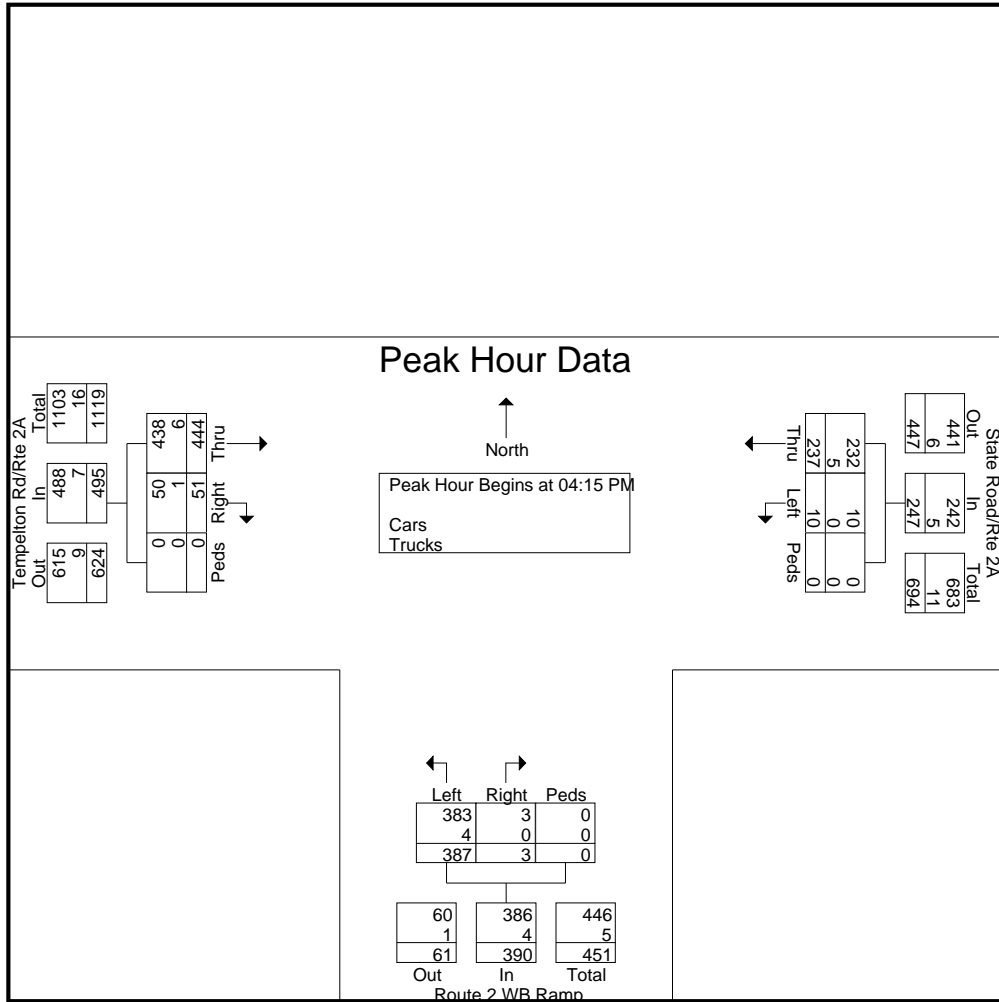 Peak Hour Data
North
Peak Hour Begins at 04:15 PM
Cars
Trucks
Tempelton Rd/Rte 2A
Out In Total
615 488 1103
9 7 16
624 495 1119
Peds Right Thru
0 50 438
0 1 6
0 51 444
State Road/Rte 2A
Out In Total
441 242 683
6 5 11
447 247 694
Thru Left Peds
232 10 0
5 0 0
237 10 0
Left Right Peds
383 3 0
4 0 0
387 3 0
60 386 446
1 4 5
61 390 451
Out In Total
Route 2 WB Ramp